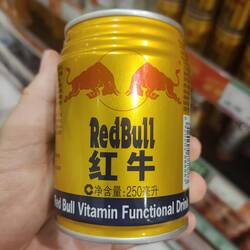 RedBull
红牛
净含量:250毫升
Red Bull Vitamin Functional Drink